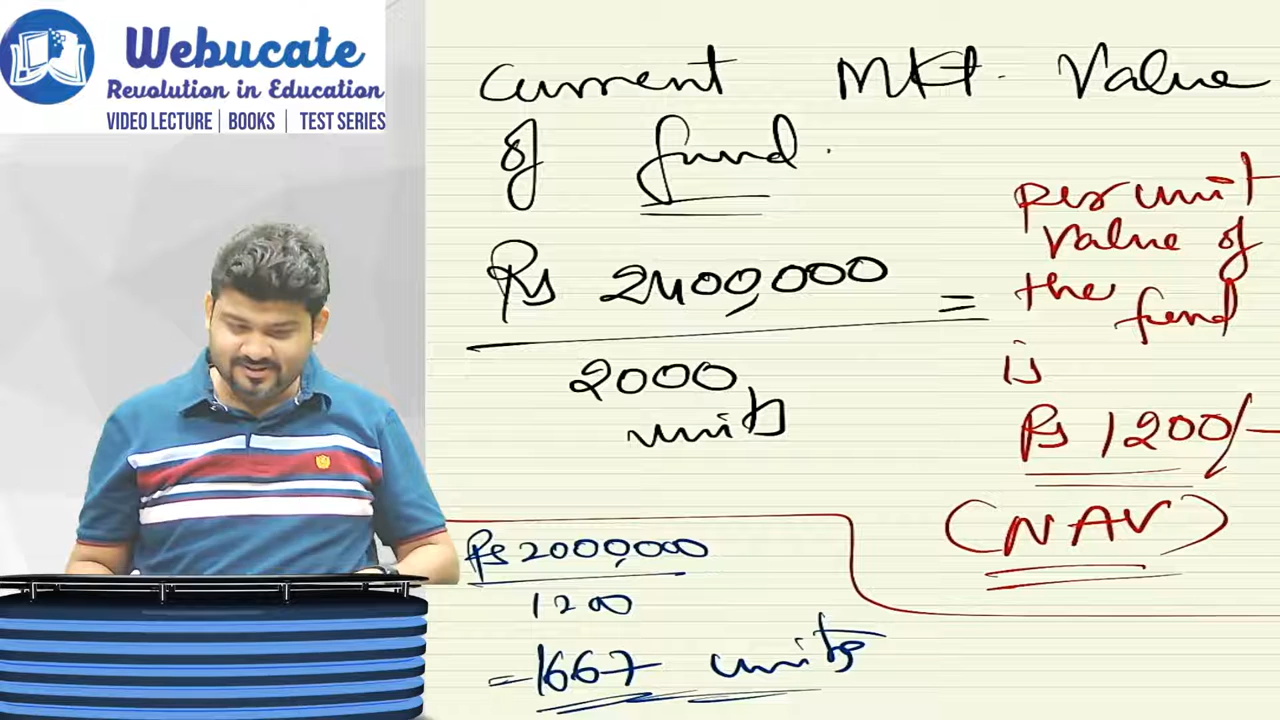 Webucate
Revolution in Education
VIDEO LECTURE | BOOKS | TEST SERIES
Current Mkt. Value
of fund.
Rs 2400,000 =
2000
units
per unit
value of
the fund
is
Rs 1200/-
(NAV)
Rs 2000,000
1200
= 1667 units